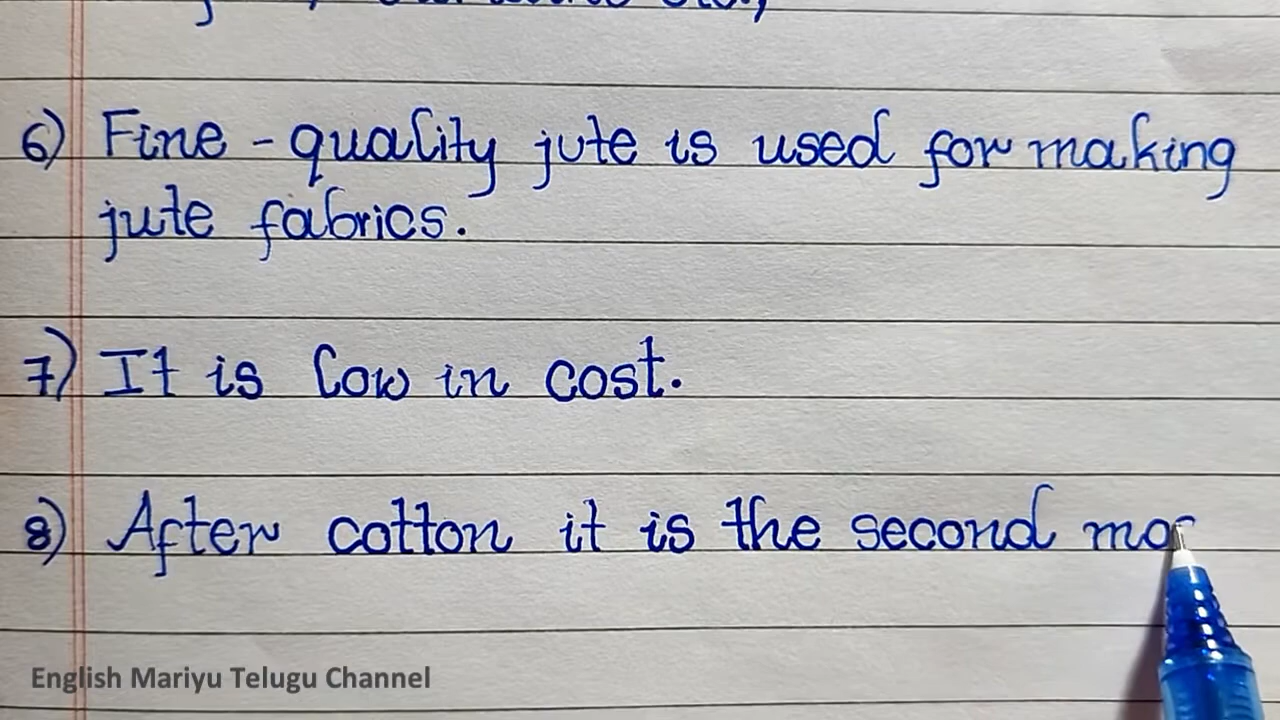 6) Fine-quality jute is used for making
jute fabrics.
7) It is low in cost.
8) After cotton it is the second mos
English Mariyu Telugu Channel